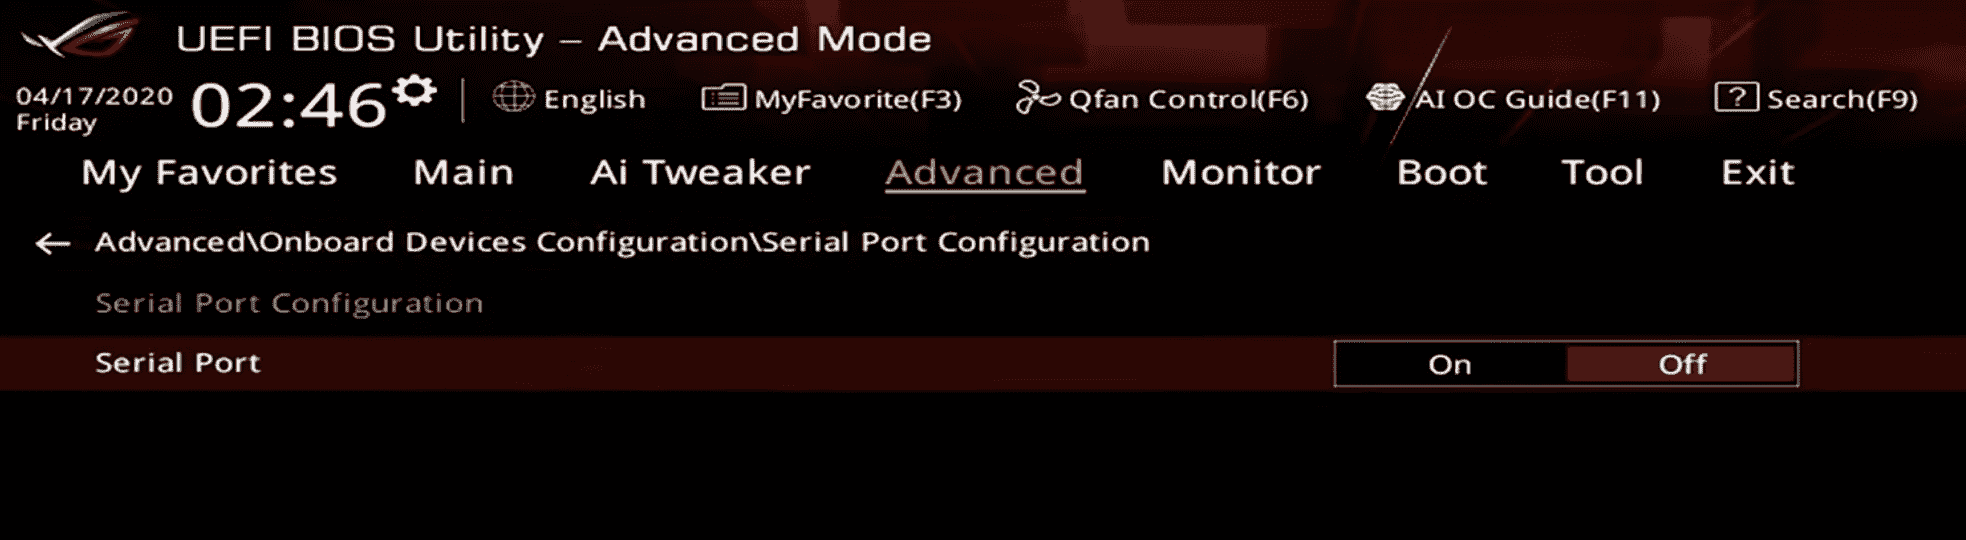 UEFI BIOS Utility – Advanced Mode
04/17/2020
Friday
02:46
English
MyFavorite(F3)
Qfan Control(F6)
AI OC Guide(F11)
? Search(F9)
My Favorites Main Ai Tweaker Advanced Monitor Boot Tool Exit
← Advanced\Onboard Devices Configuration\Serial Port Configuration
Serial Port Configuration
Serial Port On Off